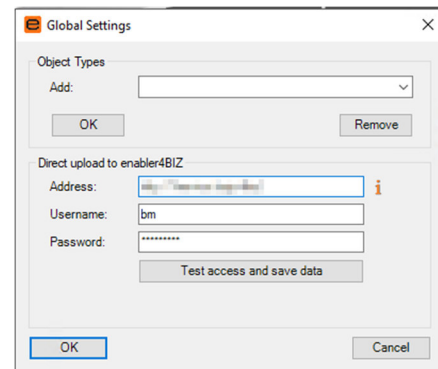 Global Settings
Object Types
Add:
OK Remove
Direct upload to enabler4BIZ
Address: i
Username: bm
Password: *********
Test access and save data
OK Cancel